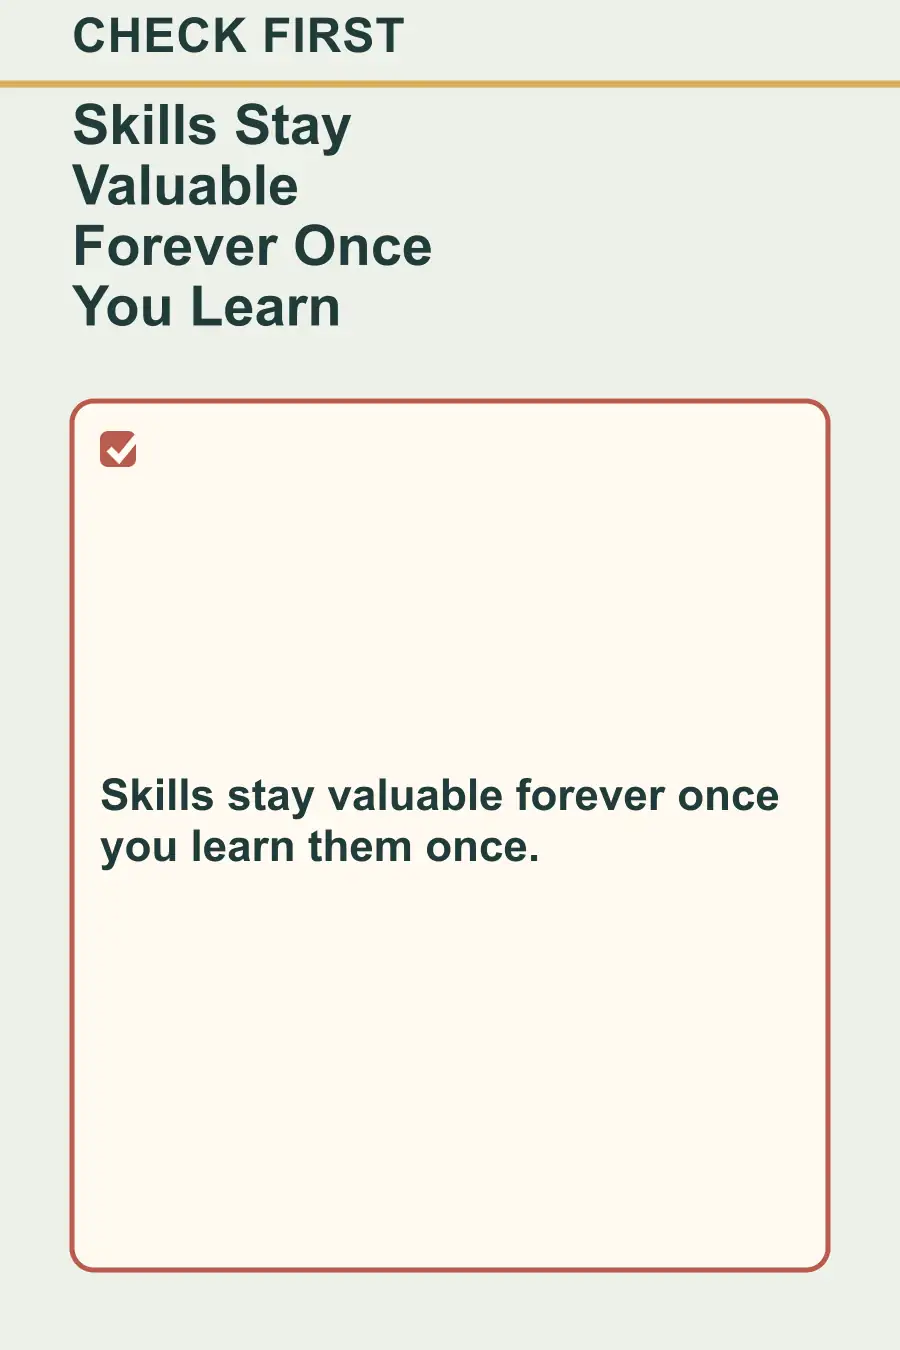 CHECK FIRST
Skills Stay
Valuable
Forever Once
You Learn
Skills stay valuable forever once
you learn them once.